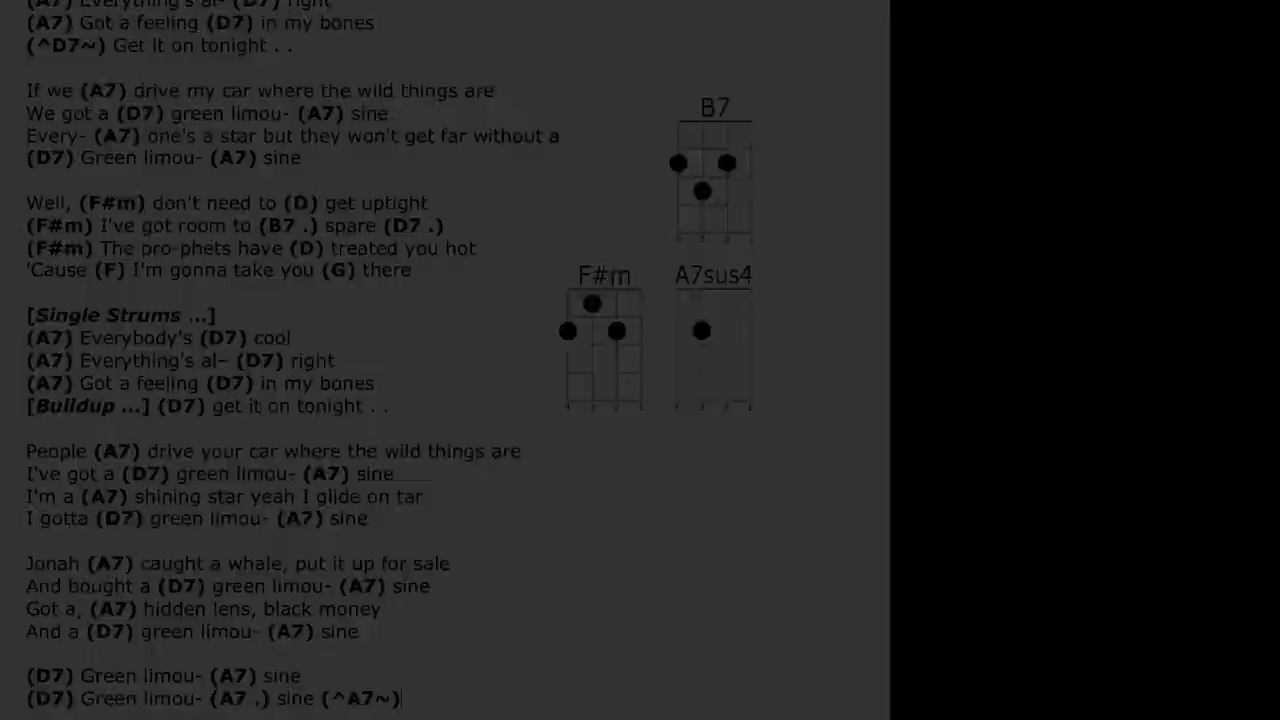 (A7) Everything's al- (D7) right
(A7) Got a feeling (D7) in my bones
(^D7~) Get it on tonight . .
If we (A7) drive my car where the wild things are
We got a (D7) green limou- (A7) sine
Every- (A7) one's a star but they won't get far without a
(D7) Green limou- (A7) sine
Well, (F#m) don't need to (D) get uptight
(F#m) I've got room to (B7 .) spare (D7 .)
(F#m) The pro-phets have (D) treated you hot
'Cause (F) I'm gonna take you (G) there
[Single Strums ...]
(A7) Everybody's (D7) cool
(A7) Everything's al- (D7) right
(A7) Got a feeling (D7) in my bones
[Buildup ...] (D7) get it on tonight . .
People (A7) drive your car where the wild things are
I've got a (D7) green limou- (A7) sine
I'm a (A7) shining star yeah I glide on tar
I gotta (D7) green limou- (A7) sine
Jonah (A7) caught a whale, put it up for sale
And bought a (D7) green limou- (A7) sine
Got a, (A7) hidden lens, black money
And a (D7) green limou- (A7) sine
(D7) Green limou- (A7) sine
(D7) Green limou- (A7 .) sine (^A7~)
B7
F#m
A7sus4